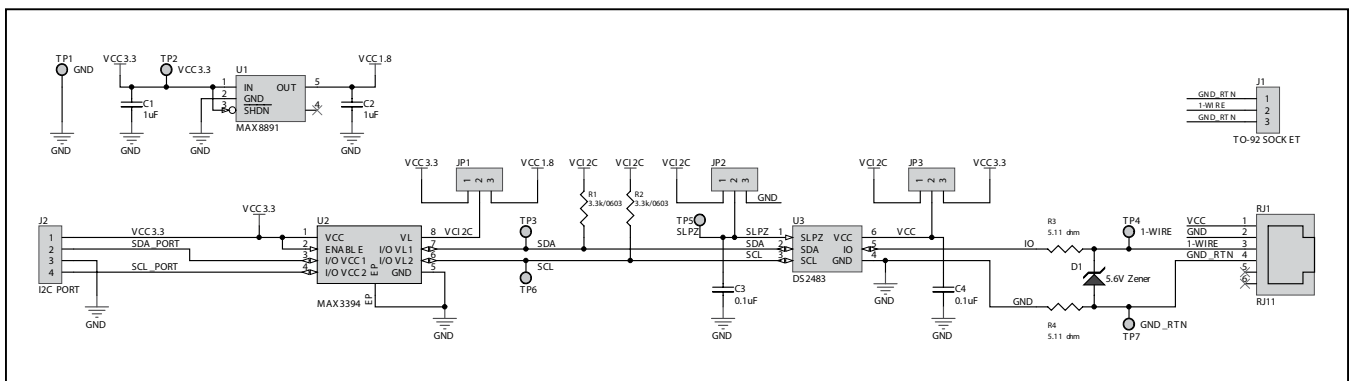 TP1
GND
GND
VCC3.3
TP2
VCC3.3
C1
1uF
GND
U1
1
IN
OUT
5
2
GND
3
SHDN
4
MAX8891
GND
VCC1.8
C2
1uF
GND
J1
GND_RTN
1
1-WIRE
2
GND_RTN
3
TO-92 SOCKET
VCC3.3
JP1
VCC1.8
1 2 3
VCI2C
VCI2C
R1
3.3k/0603
R2
3.3k/0603
VCI2C
JP2
1 2 3
GND
VCI2C
JP3
VCC3.3
1 2 3
J2
1
2
3
4
I2C PORT
VCC3.3
VCC3.3
SDA_PORT
SCL_PORT
GND
U2
1
VCC
VL
8
VCI2C
2
ENABLE
I/O VL1
7
3
I/O VCC1
I/O VL2
6
4
I/O VCC2
GND
5
EP
EP
MAX3394
GND
TP3
SDA
SCL
TP6
TP5
SLPZ
SLPZ
1
SDA
2
SCL
3
C3
0.1uF
GND
U3
SLPZ
VCC
6
VCC
SDA
IO
5
SCL
GND
4
DS2483
GND
C4
0.1uF
GND
IO
R3
5.11 ohm
GND
R4
5.11 ohm
D1
5.6V Zener
TP4
1-WIRE
TP7
GND_RTN
RJ1
VCC
1
GND
2
1-WIRE
3
GND_RTN
4
5
6
RJ11